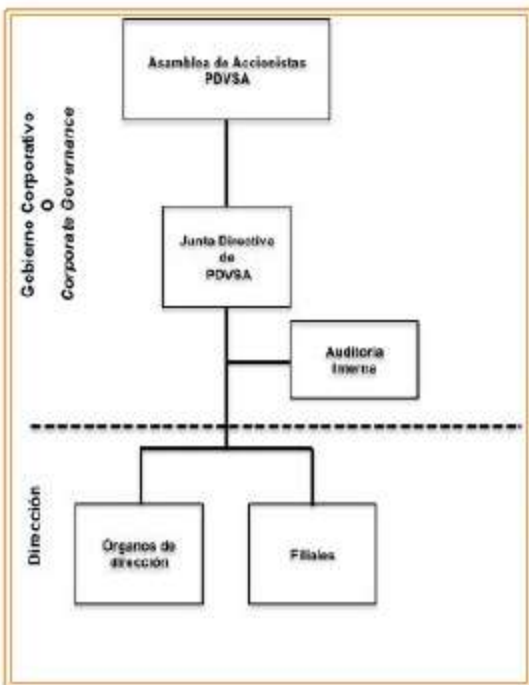 Asamblea de Accionistas
PDVSA
Gobierno Corporativo
O
Corporate Governance
Junta Directiva
de
PDVSA
Auditoria
Interna
Dirección
Organos de
dirección
Filiales